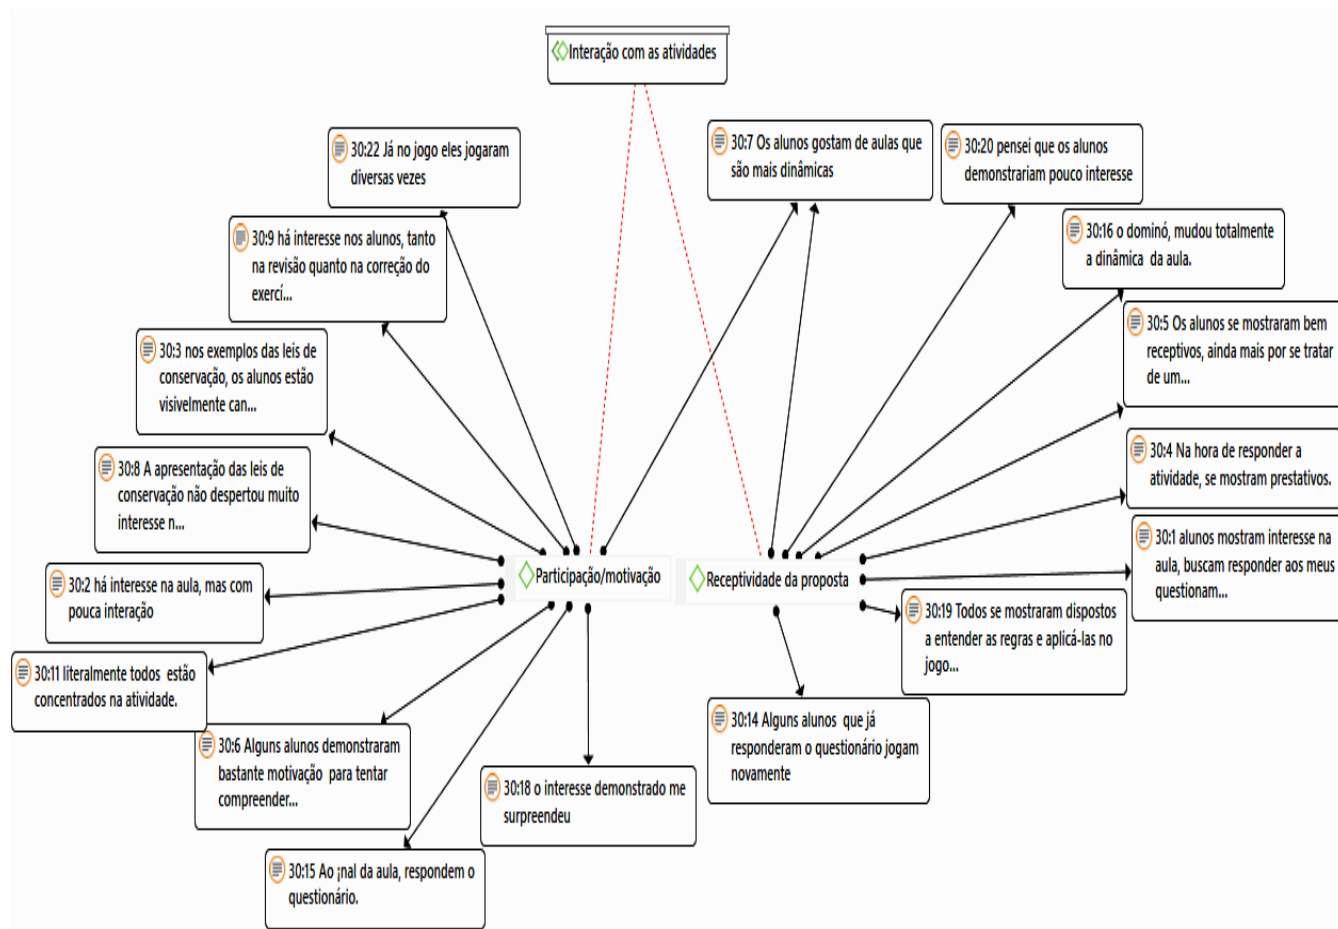 Interação com as atividades
30:22 Já no jogo eles jogaram
diversas vezes
30:7 Os alunos gostam de aulas que
são mais dinâmicas
30:20 pensei que os alunos
demonstrariam pouco interesse
30:9 há interesse nos alunos, tanto
na revisão quanto na correção do
exercí...
30:16 o dominó, mudou totalmente
a dinâmica da aula.
30:3 nos exemplos das leis de
conservação, os alunos estão
visivelmente can...
30:5 Os alunos se mostraram bem
receptivos, ainda mais por se tratar
de um...
30:8 A apresentação das leis de
conservação não despertou muito
interesse n...
30:4 Na hora de responder a
atividade, se mostram prestativos.
30:1 alunos mostram interesse na
aula, buscam responder aos meus
questionam...
Participação/motivação
Receptividade da proposta
30:2 há interesse na aula, mas com
pouca interação
30:19 Todos se mostraram dispostos
a entender as regras e aplicá-las no
jogo...
30:11 literalmente todos estão
concentrados na atividade.
30:14 Alguns alunos que já
responderam o questionário jogam
novamente
30:6 Alguns alunos demonstraram
bastante motivação para tentar
compreender...
30:18 o interesse demonstrado me
surpreendeu
30:15 Ao ¡nal da aula, respondem o
questionário.